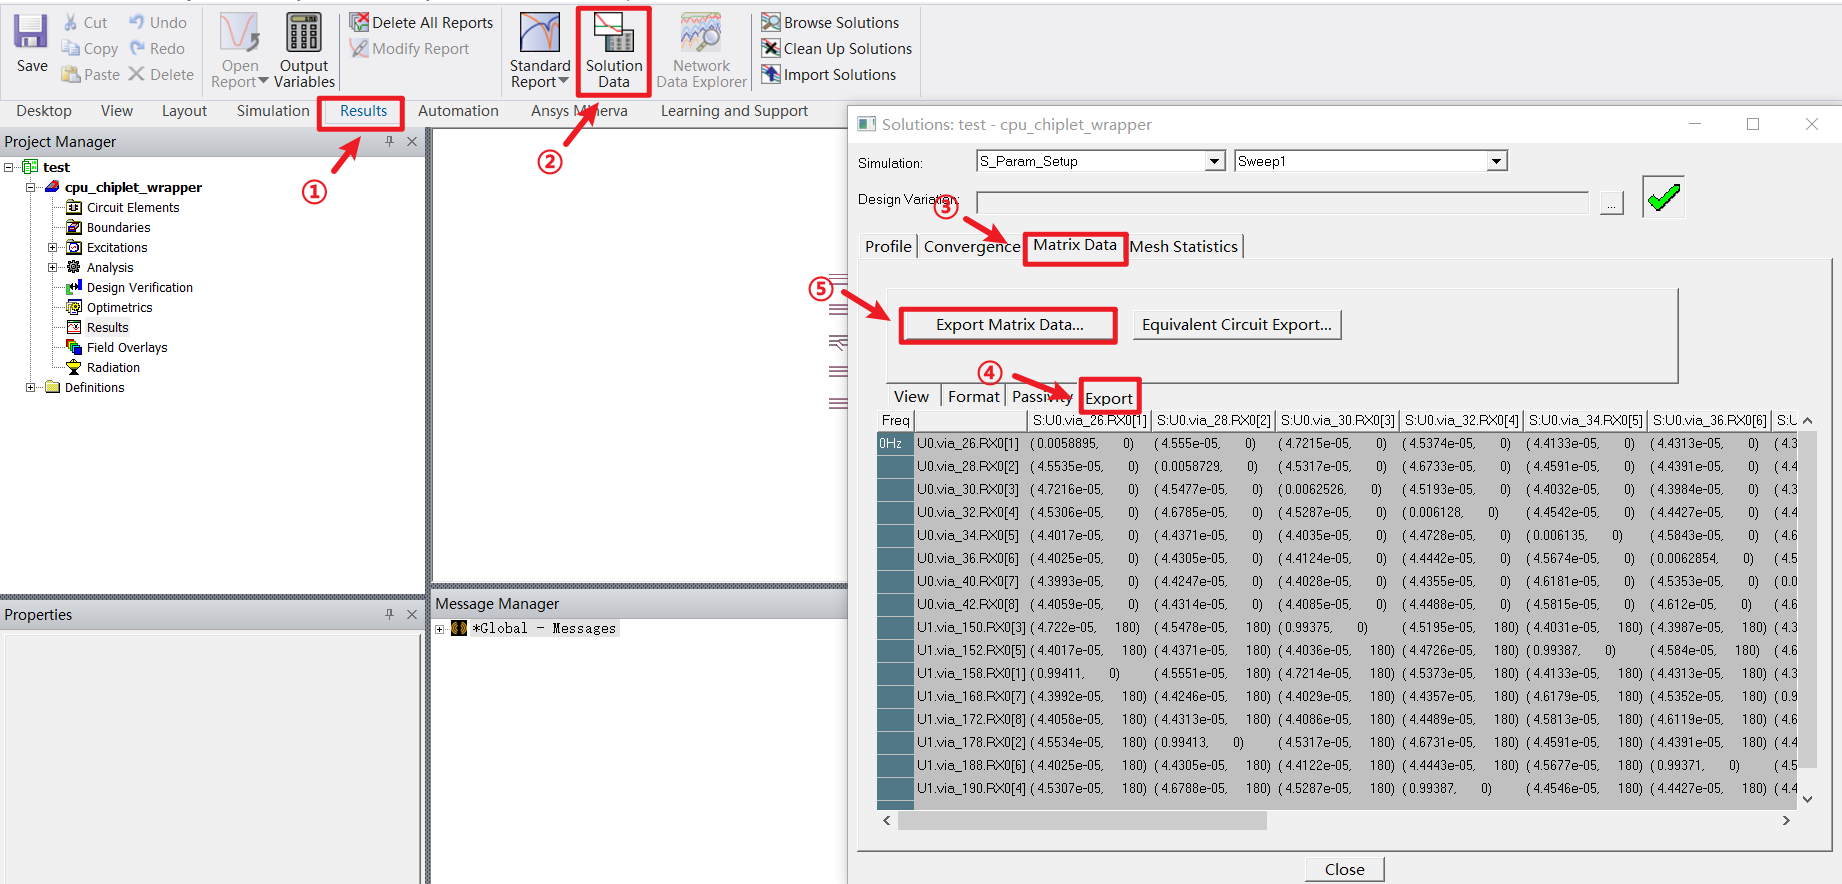 Save
Cut
Copy
Paste
Undo
Redo
Delete
Open Report
Output Variables
Delete All Reports
Modify Report
Standard Report
Solution Data
Network Data Explorer
Browse Solutions
Clean Up Solutions
Import Solutions
Desktop View Layout Simulation Results Automation Ansys Minerva Learning and Support
①
②
Project Manager
test
cpu_chiplet_wrapper
Circuit Elements
Boundaries
Excitations
Analysis
Design Verification
Optimetrics
Results
Field Overlays
Radiation
Definitions
Properties
Message Manager
*Global - Messages
Solutions: test - cpu_chiplet_wrapper
Simulation: S_Param_Setup Sweep1
Design Variation: ...
③
Profile Convergence Matrix Data Mesh Statistics
⑤
Export Matrix Data... Equivalent Circuit Export...
④
View Format Passivity Export
Freq S:U0.via_26.RX0[1] S:U0.via_28.RX0[2] S:U0.via_30.RX0[3] S:U0.via_32.RX0[4] S:U0.via_34.RX0[5] S:U0.via_36.RX0[6] S:U
0Hz U0.via_26.RX0[1] ( 0.0058895, 0) ( 4.555e-05, 0) ( 4.7215e-05, 0) ( 4.5374e-05, 0) ( 4.4133e-05, 0) ( 4.4313e-05, 0) ( 4.3
U0.via_28.RX0[2] ( 4.5535e-05, 0) ( 0.0058729, 0) ( 4.5317e-05, 0) ( 4.6733e-05, 0) ( 4.4591e-05, 0) ( 4.4391e-05, 0) ( 4.4
U0.via_30.RX0[3] ( 4.7216e-05, 0) ( 4.5477e-05, 0) ( 0.0062526, 0) ( 4.5193e-05, 0) ( 4.4032e-05, 0) ( 4.3984e-05, 0) ( 4.3
U0.via_32.RX0[4] ( 4.5306e-05, 0) ( 4.6785e-05, 0) ( 4.5287e-05, 0) ( 0.006128, 0) ( 4.4542e-05, 0) ( 4.4427e-05, 0) ( 4.4
U0.via_34.RX0[5] ( 4.4017e-05, 0) ( 4.4371e-05, 0) ( 4.4035e-05, 0) ( 4.4728e-05, 0) ( 0.006135, 0) ( 4.5843e-05, 0) ( 4.6
U0.via_36.RX0[6] ( 4.4025e-05, 0) ( 4.4305e-05, 0) ( 4.4124e-05, 0) ( 4.4442e-05, 0) ( 4.5674e-05, 0) ( 0.0062854, 0) ( 4.5
U0.via_40.RX0[7] ( 4.3993e-05, 0) ( 4.4247e-05, 0) ( 4.4028e-05, 0) ( 4.4355e-05, 0) ( 4.6181e-05, 0) ( 4.5353e-05, 0) ( 0.0
U0.via_42.RX0[8] ( 4.4059e-05, 0) ( 4.4314e-05, 0) ( 4.4085e-05, 0) ( 4.4488e-05, 0) ( 4.5815e-05, 0) ( 4.612e-05, 0) ( 4.6
U1.via_150.RX0[3] ( 4.722e-05, 180) ( 4.5478e-05, 180) ( 0.99375, 0) ( 4.5195e-05, 180) ( 4.4031e-05, 180) ( 4.3987e-05, 180) ( 4.3
U1.via_152.RX0[5] ( 4.4017e-05, 180) ( 4.4371e-05, 180) ( 4.4036e-05, 180) ( 4.4726e-05, 180) ( 0.99387, 0) ( 4.584e-05, 180) ( 4.6
U1.via_158.RX0[1] ( 0.99411, 0) ( 4.5551e-05, 180) ( 4.7214e-05, 180) ( 4.5373e-05, 180) ( 4.4133e-05, 180) ( 4.4313e-05, 180) ( 4.3
U1.via_168.RX0[7] ( 4.3992e-05, 180) ( 4.4246e-05, 180) ( 4.4029e-05, 180) ( 4.4357e-05, 180) ( 4.6179e-05, 180) ( 4.5352e-05, 180) ( 0.9
U1.via_172.RX0[8] ( 4.4058e-05, 180) ( 4.4313e-05, 180) ( 4.4086e-05, 180) ( 4.4489e-05, 180) ( 4.5813e-05, 180) ( 4.6119e-05, 180) ( 4.6
U1.via_178.RX0[2] ( 4.5534e-05, 180) ( 0.99413, 0) ( 4.5317e-05, 180) ( 4.6731e-05, 180) ( 4.4591e-05, 180) ( 4.4391e-05, 180) ( 4.4
U1.via_188.RX0[6] ( 4.4025e-05, 180) ( 4.4305e-05, 180) ( 4.4122e-05, 180) ( 4.4443e-05, 180) ( 4.5677e-05, 180) ( 0.99371, 0) ( 4.5
U1.via_190.RX0[4] ( 4.5307e-05, 180) ( 4.6788e-05, 180) ( 4.5287e-05, 180) ( 0.99387, 0) ( 4.4546e-05, 180) ( 4.4427e-05, 180) ( 4.4
Close